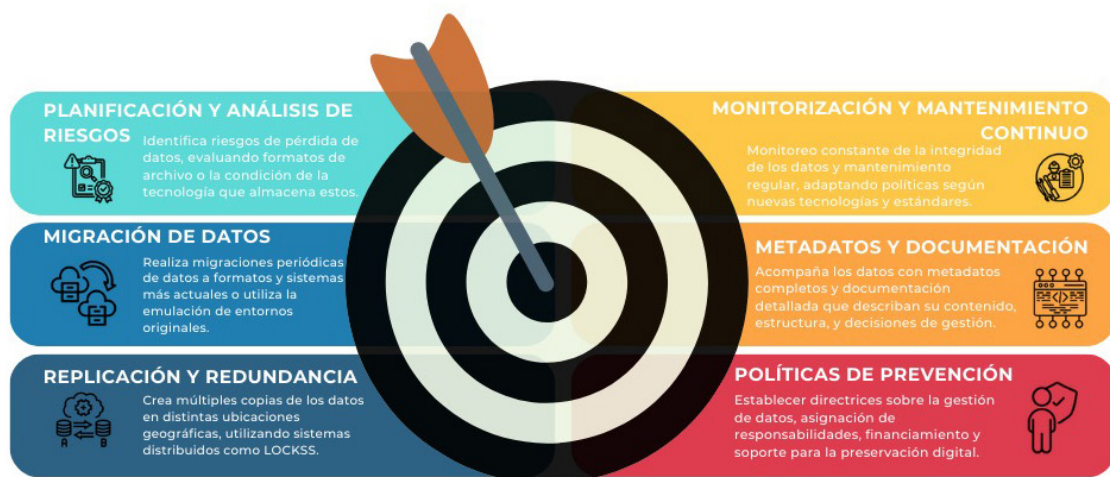 PLANIFICACIÓN Y ANÁLISIS DE
RIESGOS
Identifica riesgos de pérdida de
datos, evaluando formatos de
archivo o la condición de la
tecnología que almacena estos.
MIGRACIÓN DE DATOS
Realiza migraciones periódicas
de datos a formatos y sistemas
más actuales o utiliza la
emulación de entornos
originales.
REPLICACIÓN Y REDUNDANCIA
Crea múltiples copias de los datos
en distintas ubicaciones
geográficas, utilizando sistemas
distribuidos como LOCKSS.
A B
MONITORIZACIÓN Y MANTENIMIENTO
CONTINUO
Monitoreo constante de la integridad
de los datos y mantenimiento
regular, adaptando políticas según
nuevas tecnologías y estándares.
METADATOS Y DOCUMENTACIÓN
Acompaña los datos con metadatos
completos y documentación
detallada que describan su contenido,
estructura, y decisiones de gestión.
POLÍTICAS DE PREVENCIÓN
Establecer directrices sobre la gestión
de datos, asignación de
responsabilidades, financiamiento y
soporte para la preservación digital.